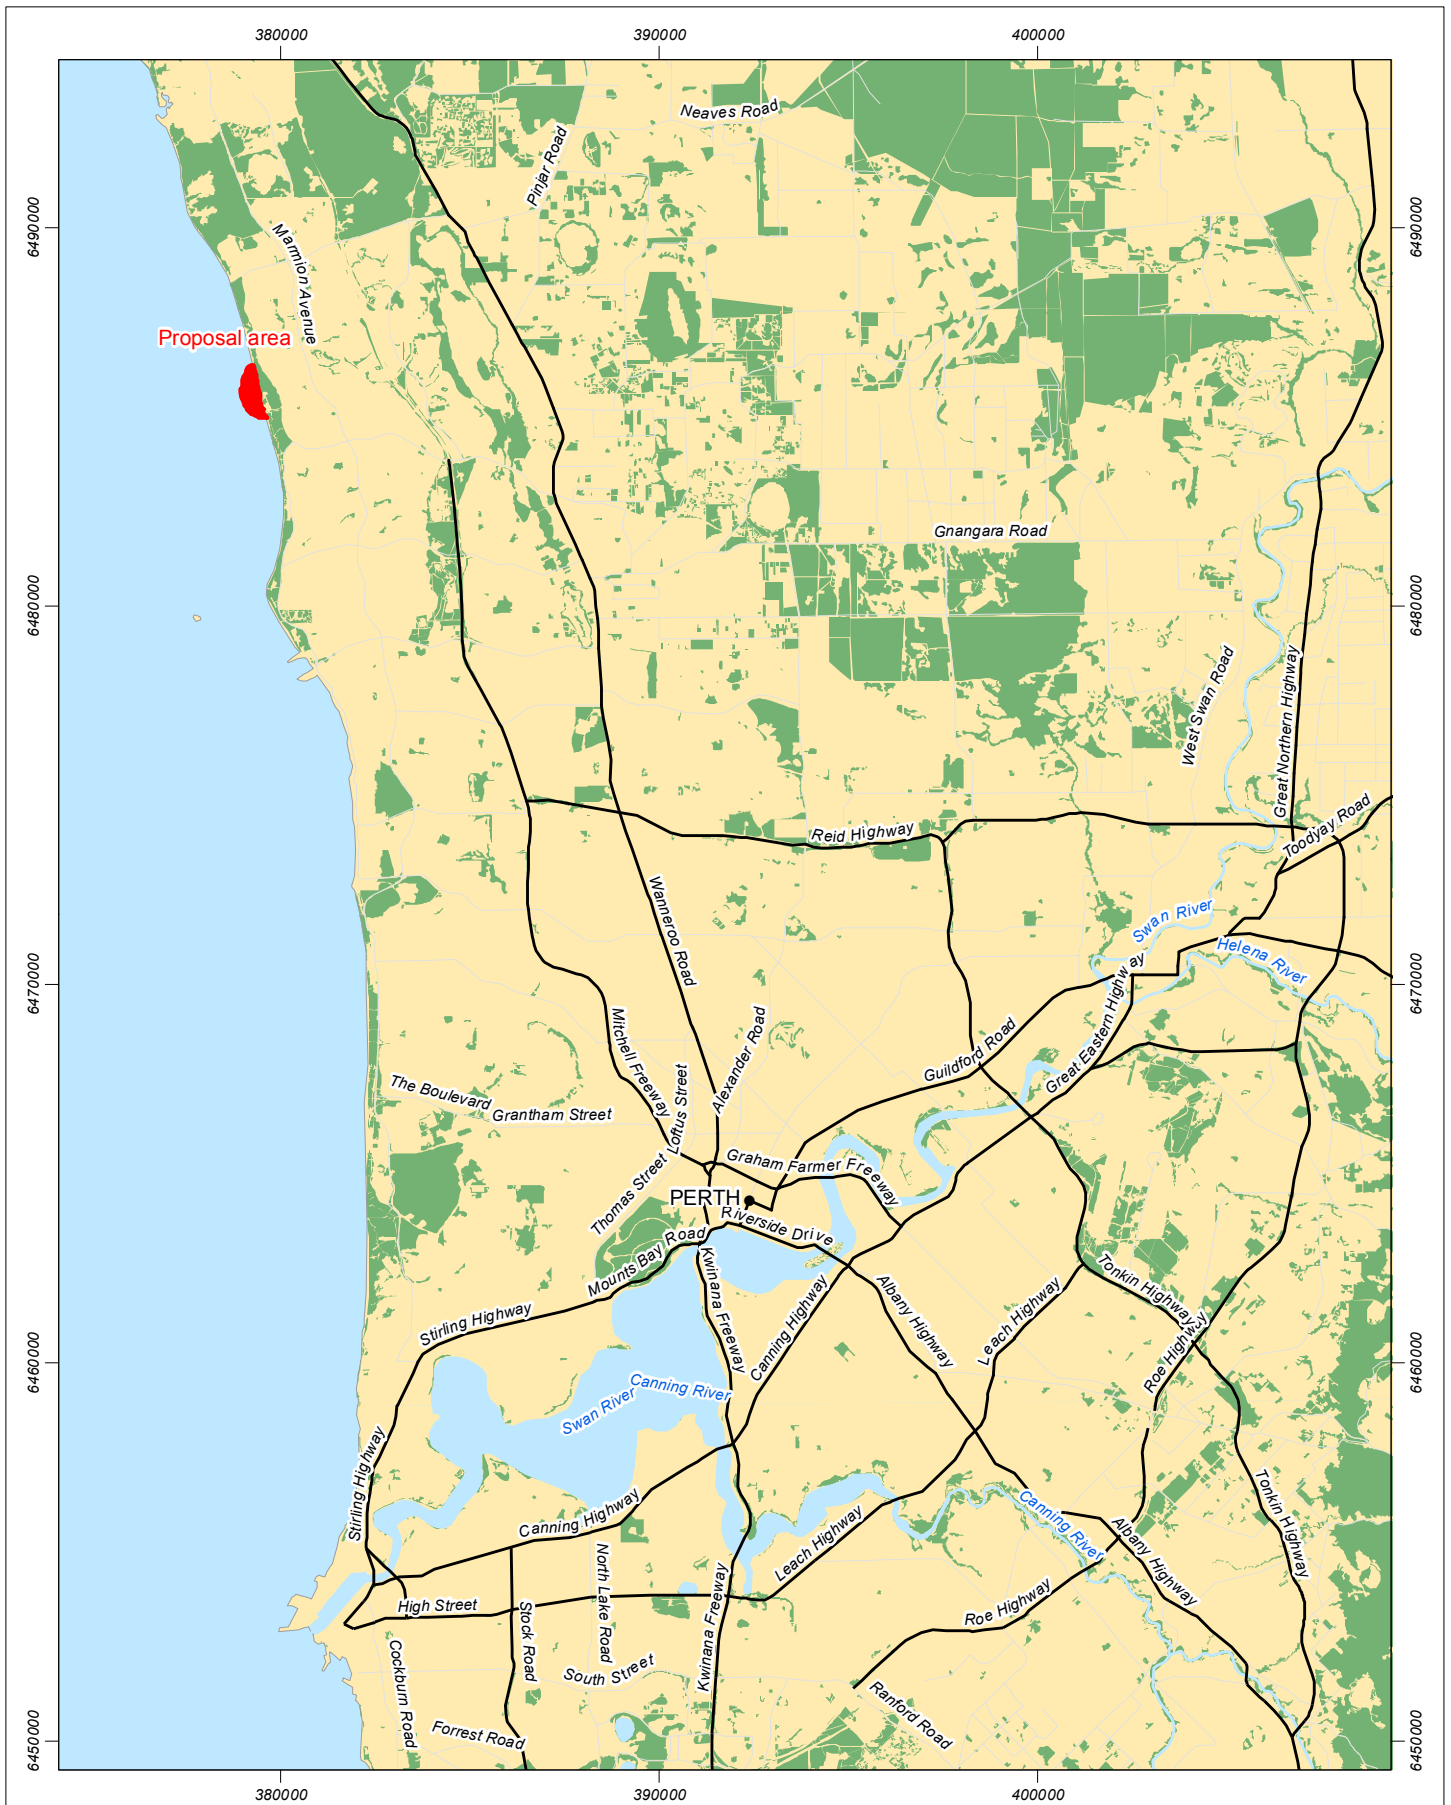 380000
390000
400000
Neaves Road
Pinjar Road
6490000
6490000
Marmion Avenue
Proposal area
Gnangara Road
6480000
6480000
West Swan Road
Great Northern Highway
Reid Highway
Toodyay Road
Wanneroo Road
Swan River
Helena River
6470000
6470000
Mitchell Freeway
Alexander Road
Guildford Road
Great Eastern Highway
The Boulevard
Grantham Street
Loftus Street
Graham Farmer Freeway
Thomas Street
PERTH
Riverside Drive
Mounts Bay Road
Kwinana Freeway
Canning Highway
Albany Highway
Leach Highway
Tonkin Highway
Roe Highway
Stirling Highway
6460000
6460000
Canning River
Swan River
Stirling Highway
Canning Highway
Leach Highway
Canning River
Albany Highway
Tonkin Highway
High Street
Stock Road
North Lake Road
Kwinana Freeway
Roe Highway
South Street
Cockburn Road
Forrest Road
Ranford Road
6450000
6450000
380000
390000
400000